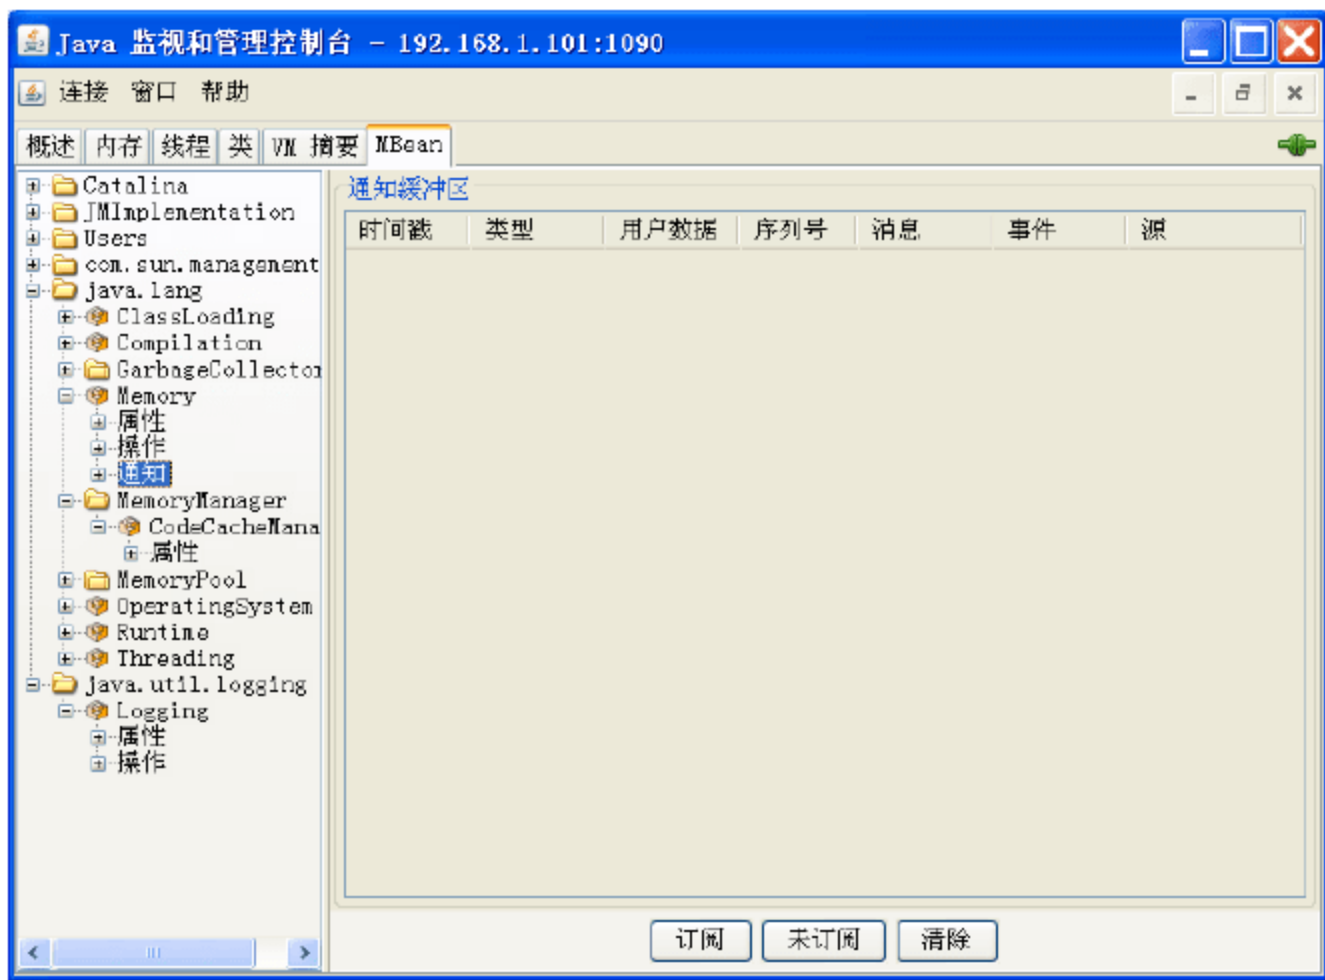 Java 监视和管理控制台 - 192.168.1.101:1090
连接 窗口 帮助
概述 内存 线程 类 VM 摘要 MBean
Catalina
JMImplementation
Users
com.sun.management
java.lang
ClassLoading
Compilation
GarbageCollector
Memory
属性
操作
通知
MemoryManager
CodeCacheMana
属性
MemoryPool
OperatingSystem
Runtime
Threading
java.util.logging
Logging
属性
操作
通知缓冲区
时间戳 类型 用户数据 序列号 消息 事件 源
订阅 未订阅 清除